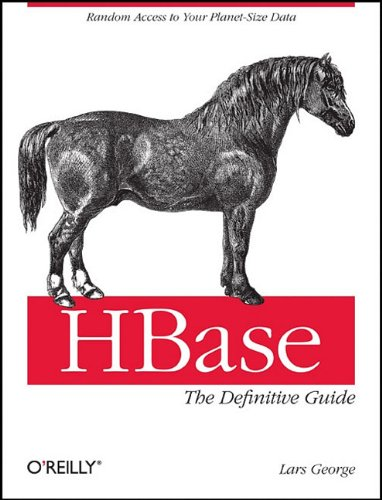 Random Access to Your Planet-Size Data
HBase
The Definitive Guide
O'REILLY®
Lars George